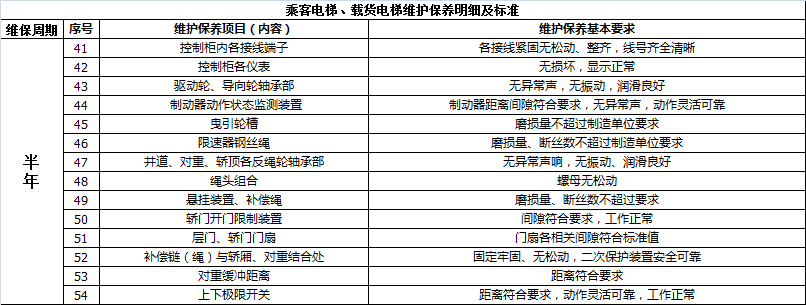 乘客电梯、载货电梯维护保养明细及标准
维保周期 序号 维护保养项目（内容） 维护保养基本要求
半年
41 控制柜内各接线端子 各接线紧固无松动、整齐，线号齐全清晰
42 控制柜各仪表 无损坏，显示正常
43 驱动轮、导向轮轴承部 无异常声，无振动，润滑良好
44 制动器动作状态监测装置 制动器距离间隙符合要求，无异常声，动作灵活可靠
45 曳引轮槽 磨损量不超过制造单位要求
46 限速器钢丝绳 磨损量、断丝数不超过制造单位要求
47 井道、对重、轿顶各反绳轮轴承部 无异常声响，无振动、润滑良好
48 绳头组合 螺母无松动
49 悬挂装置、补偿绳 磨损量、断丝数不超过要求
50 轿门开门限制装置 间隙符合要求，工作正常
51 层门、轿门门扇 门扇各相关间隙符合标准值
52 补偿链（绳）与轿厢、对重结合处 固定牢固、无松动，二次保护装置安全可靠
53 对重缓冲距离 距离符合要求
54 上下极限开关 距离符合要求，动作灵活可靠，工作正常